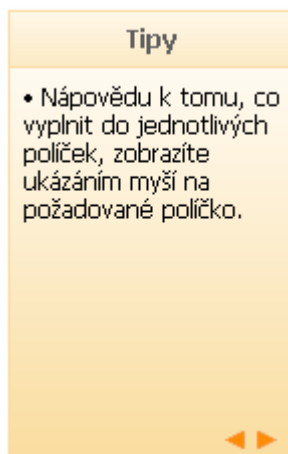 Tipy
• Nápovědu k tomu, co
vyplnit do jednotlivých
políček, zobrazíte
ukázáním myší na
požadované políčko.